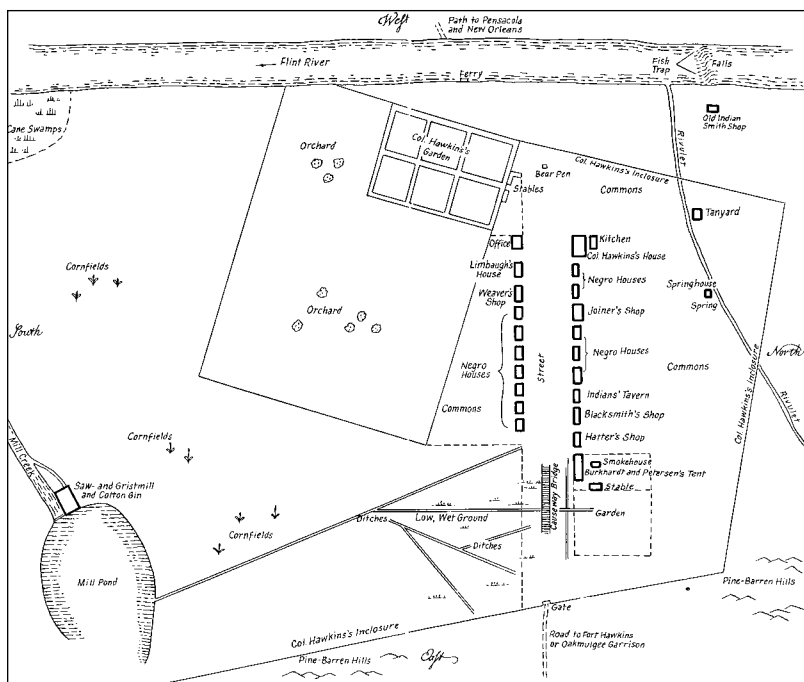 West
Path to Pensacola
and New Orleans
Flint River
Ferry
Fish
Trap
Falls
Cane Swamps
Old Indian
Smith Shop
Rivulet
Orchard
Col. Hawkins's
Garden
Stables
Bear Pen
Col. Hawkins's Inclosure
Commons
Tanyard
Office
Kitchen
Col. Hawkins's House
Limbaugh's
House
Negro Houses
Cornfields
Weaver's
Shop
Springhouse
Spring
Orchard
Joiner's Shop
South
Negro
Houses
Street
Negro Houses
Commons
North
Col. Hawkins's Inclosure
Rivulet
Indians' Tavern
Commons
Blacksmith's Shop
Cornfields
Hatter's Shop
Mill Creek
Smokehouse
Burkhardt and Petersen's Tent
Saw- and Gristmill
and Cotton Gin
Stable
Causeway Bridge
Cornfields
Ditches
Low, Wet Ground
Garden
Ditches
Mill Pond
Pine-Barren Hills
Gate
Col. Hawkins's Inclosure
Road to Fort Hawkins
or Oakmulgee Garrison
East
Pine-Barren Hills